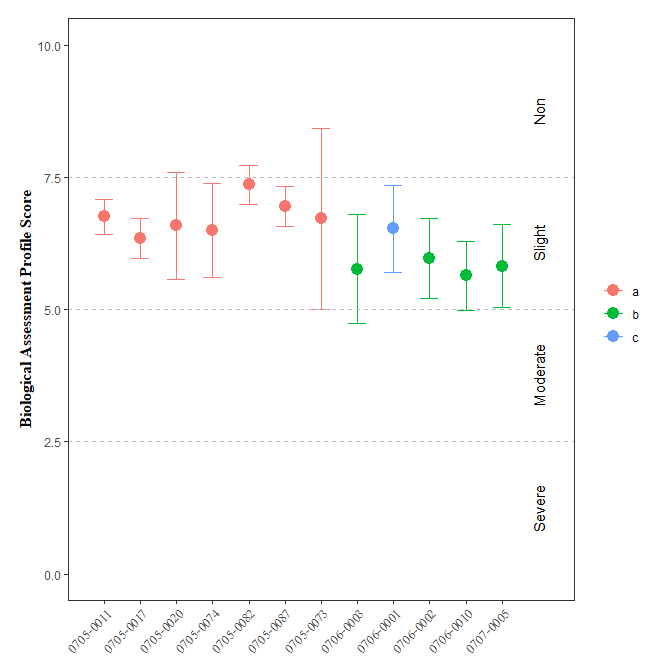 Biological Assessment Profile Score
10.0
7.5
5.0
2.5
0.0
Non
Slight
Moderate
Severe
0705-0011
0705-0017
0705-0020
0705-0074
0705-0082
0705-0087
0705-0073
0706-0003
0706-0001
0706-0002
0706-0010
0707-0005
a
b
c